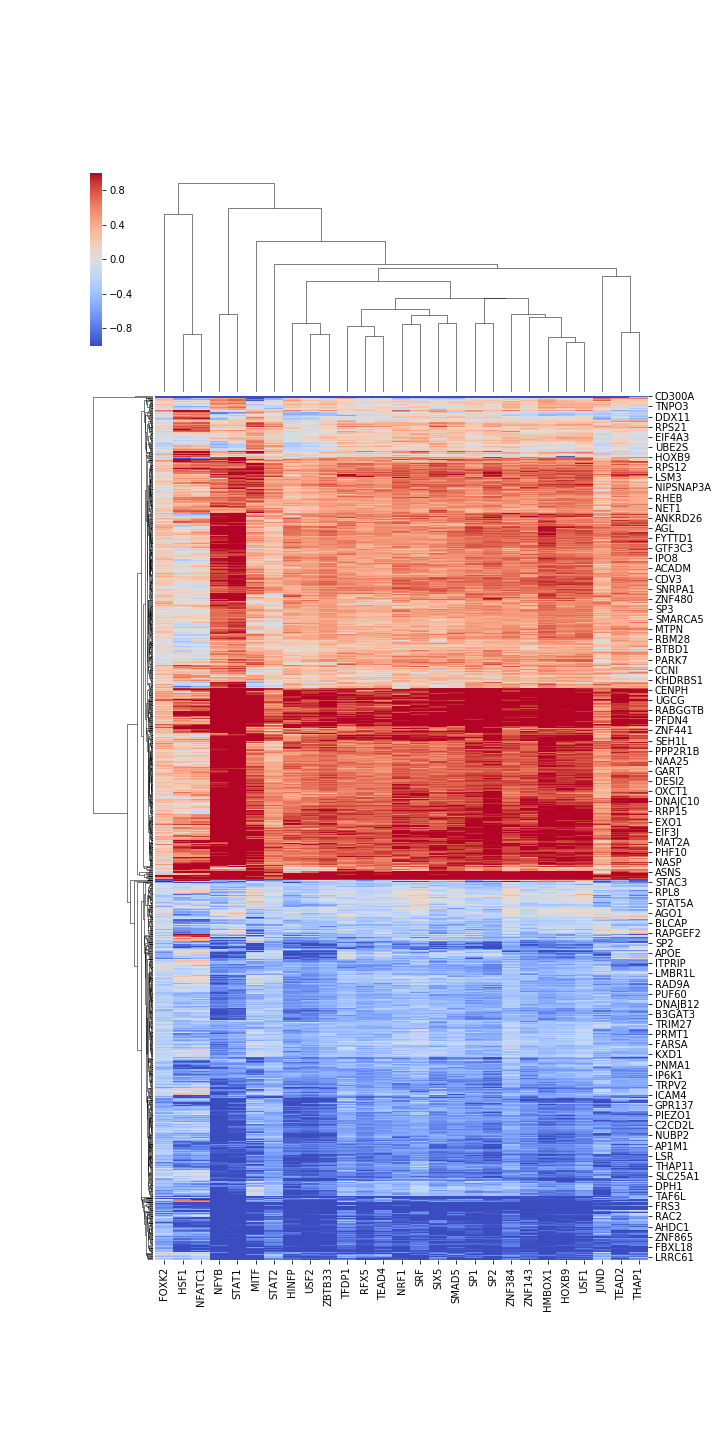 0.8
0.4
0.0
−0.4
−0.8
CD300A
TNPO3
DDX11
RPS21
EIF4A3
UBE2S
HOXB9
RPS12
LSM3
NIPSNAP3A
RHEB
NET1
ANKRD26
AGL
FYTTD1
GTF3C3
IPO8
ACADM
CDV3
SNRPA1
ZNF480
SP3
SMARCA5
MTPN
RBM28
BTBD1
PARK7
CCNI
KHDRBS1
CENPH
UGCG
RABGGTB
PFDN4
ZNF441
SEH1L
PPP2R1B
NAA25
GART
DESI2
OXCT1
DNAJC10
RRP15
EXO1
EIF3J
MAT2A
PHF10
NASP
ASNS
STAC3
RPL8
STAT5A
AGO1
BLCAP
RAPGEF2
SP2
APOE
ITPRIP
LMBR1L
RAD9A
PUF60
DNAJB12
B3GAT3
TRIM27
PRMT1
FARSA
KXD1
PNMA1
IP6K1
TRPV2
ICAM4
GPR137
PIEZO1
C2CD2L
NUBP2
AP1M1
LSR
THAP11
SLC25A1
DPH1
TAF6L
FRS3
RAC2
AHDC1
ZNF865
FBXL18
LRRC61
FOXK2
HSF1
NFATC1
NFYB
STAT1
MITF
STAT2
HINFP
USF2
ZBTB33
TFDP1
RFX5
TEAD4
NRF1
SRF
SIX5
SMAD5
SP1
SP2
ZNF384
ZNF143
HMBOX1
HOXB9
USF1
JUND
TEAD2
THAP1